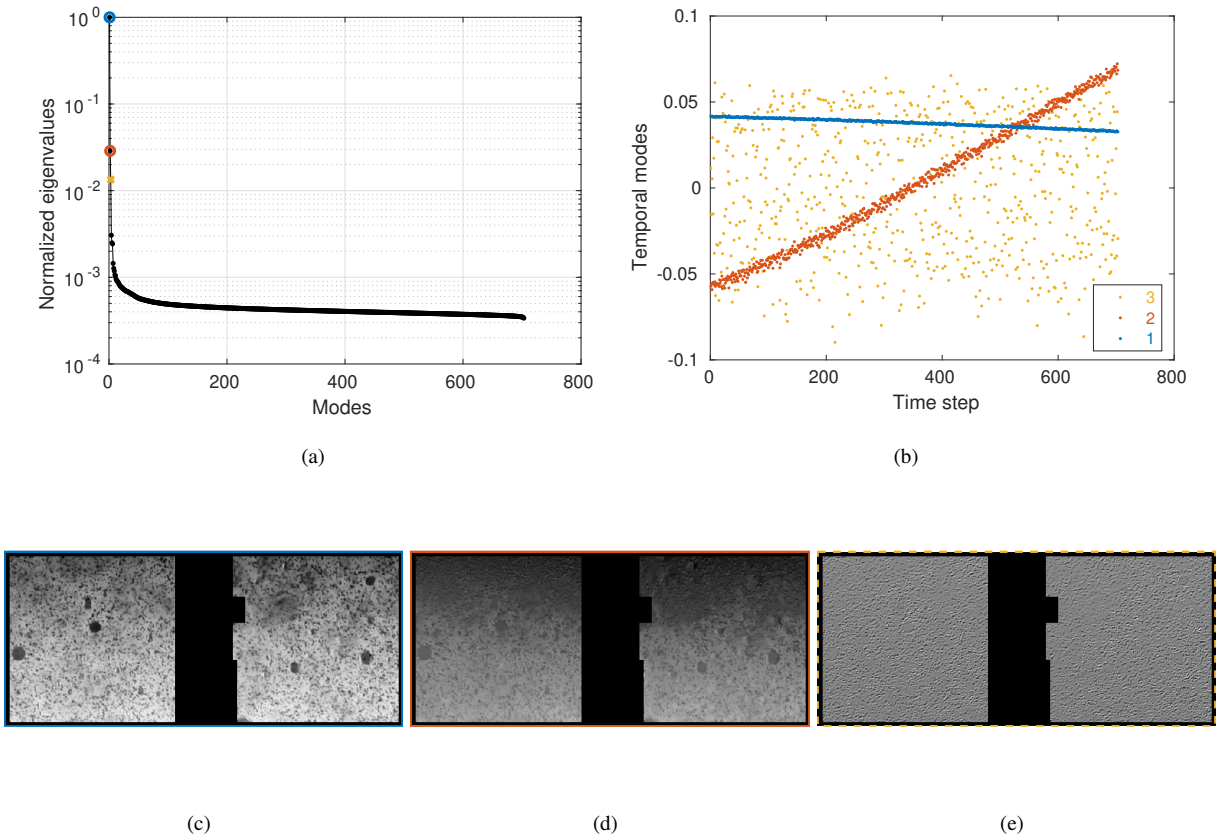 10^0
10^-1
10^-2
10^-3
10^-4
0 200 400 600 800
Modes
Normalized eigenvalues
(a)
0.1
0.05
0
-0.05
-0.1
0 200 400 600 800
Time step
Temporal modes
3
2
1
(b)
(c) (d) (e)